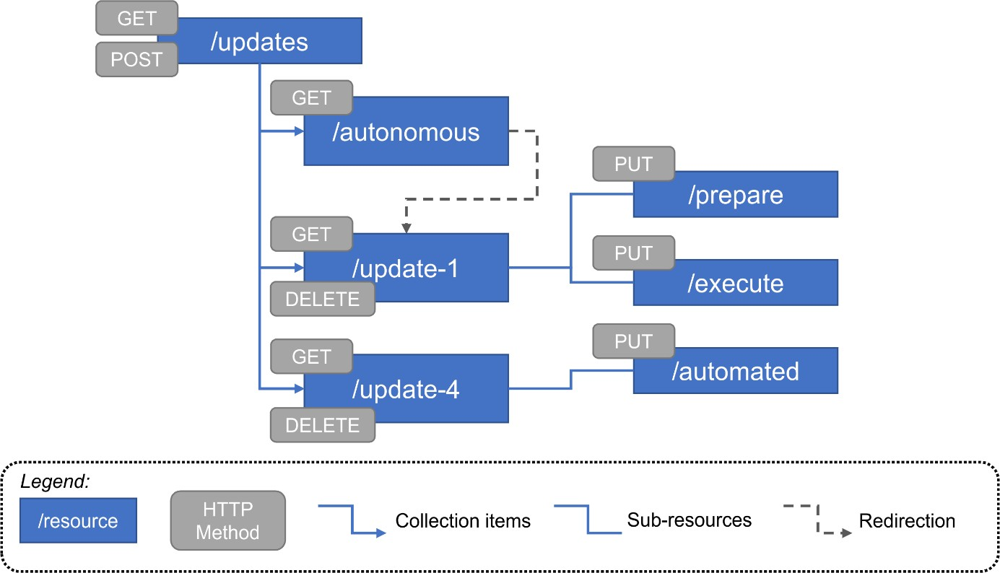 GET
/updates
POST
GET
/autonomous
PUT
/prepare
GET
/update-1
DELETE
PUT
/execute
GET
/update-4
DELETE
PUT
/automated
Legend:
/resource
HTTP
Method
Collection items
Sub-resources
Redirection